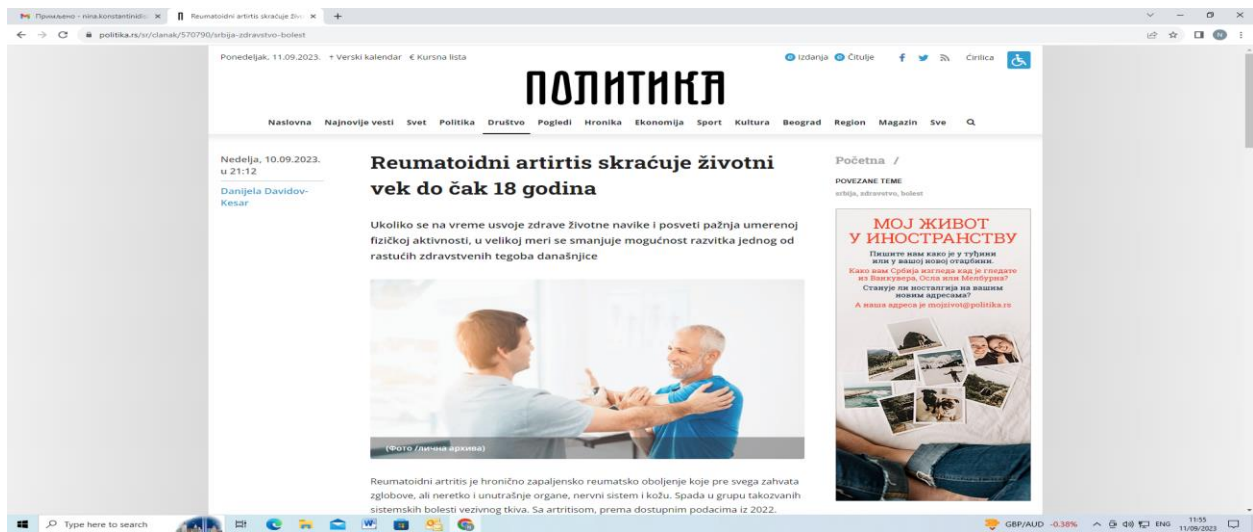 Примљено - nina.konstantinidis
Reumatoidni artritis skraćuje živ
politika.rs/sr/clanak/570790/srbija-zdravstvo-bolest
Ponedeljak, 11.09.2023. + Verski kalendar € Kursna lista
Izdanja Čitulje Ćirilica
ПОЛИТИКА
Naslovna Najnovije vesti Svet Politika Društvo Pogledi Hronika Ekonomija Sport Kultura Beograd Region Magazin Sve
Nedelja, 10.09.2023.
u 21:12
Danijela Davidov-
Kesar
Reumatoidni artirtis skraćuje životni
vek do čak 18 godina
Ukoliko se na vreme usvoje zdrave životne navike i posveti pažnja umerenoj
fizičkoj aktivnosti, u velikoj meri se smanjuje mogućnost razvitka jednog od
rastućih zdravstvenih tegoba današnjice
(Фото /лична архива)
Reumatoidni artritis je hronično zapaljensko reumatsko oboljenje koje pre svega zahvata
zglobove, ali neretko i unutrašnje organe, nervni sistem i kožu. Spada u grupu takozvanih
sistemskih bolesti vezivnog tkiva. Sa artritisom, prema dostupnim podacima iz 2022.
Početna /
POVEZANE TEME
srbija, zdravstvo, bolest
МОЈ ЖИВОТ
У ИНОСТРАНСТВУ
Пишите нам како је у туђини
или у вашој новој отаџбини.
Како вам Србија изгледа кад је гледате
из Ванкувера, Осла или Мелбурна?
Станује ли носталгија на вашим
новим адресама?
А наша адреса је mojzivot@politika.rs
Type here to search
GBP/AUD -0.38%
ENG
11:55
11/09/2023